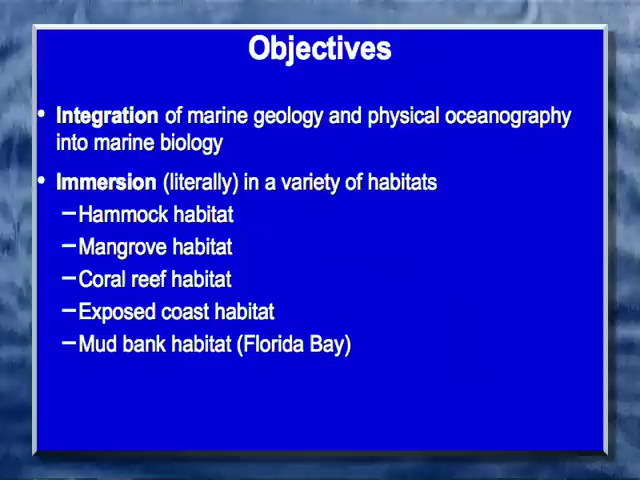 Objectives
• Integration of marine geology and physical oceanography
into marine biology
• Immersion (literally) in a variety of habitats
–Hammock habitat
–Mangrove habitat
–Coral reef habitat
–Exposed coast habitat
–Mud bank habitat (Florida Bay)